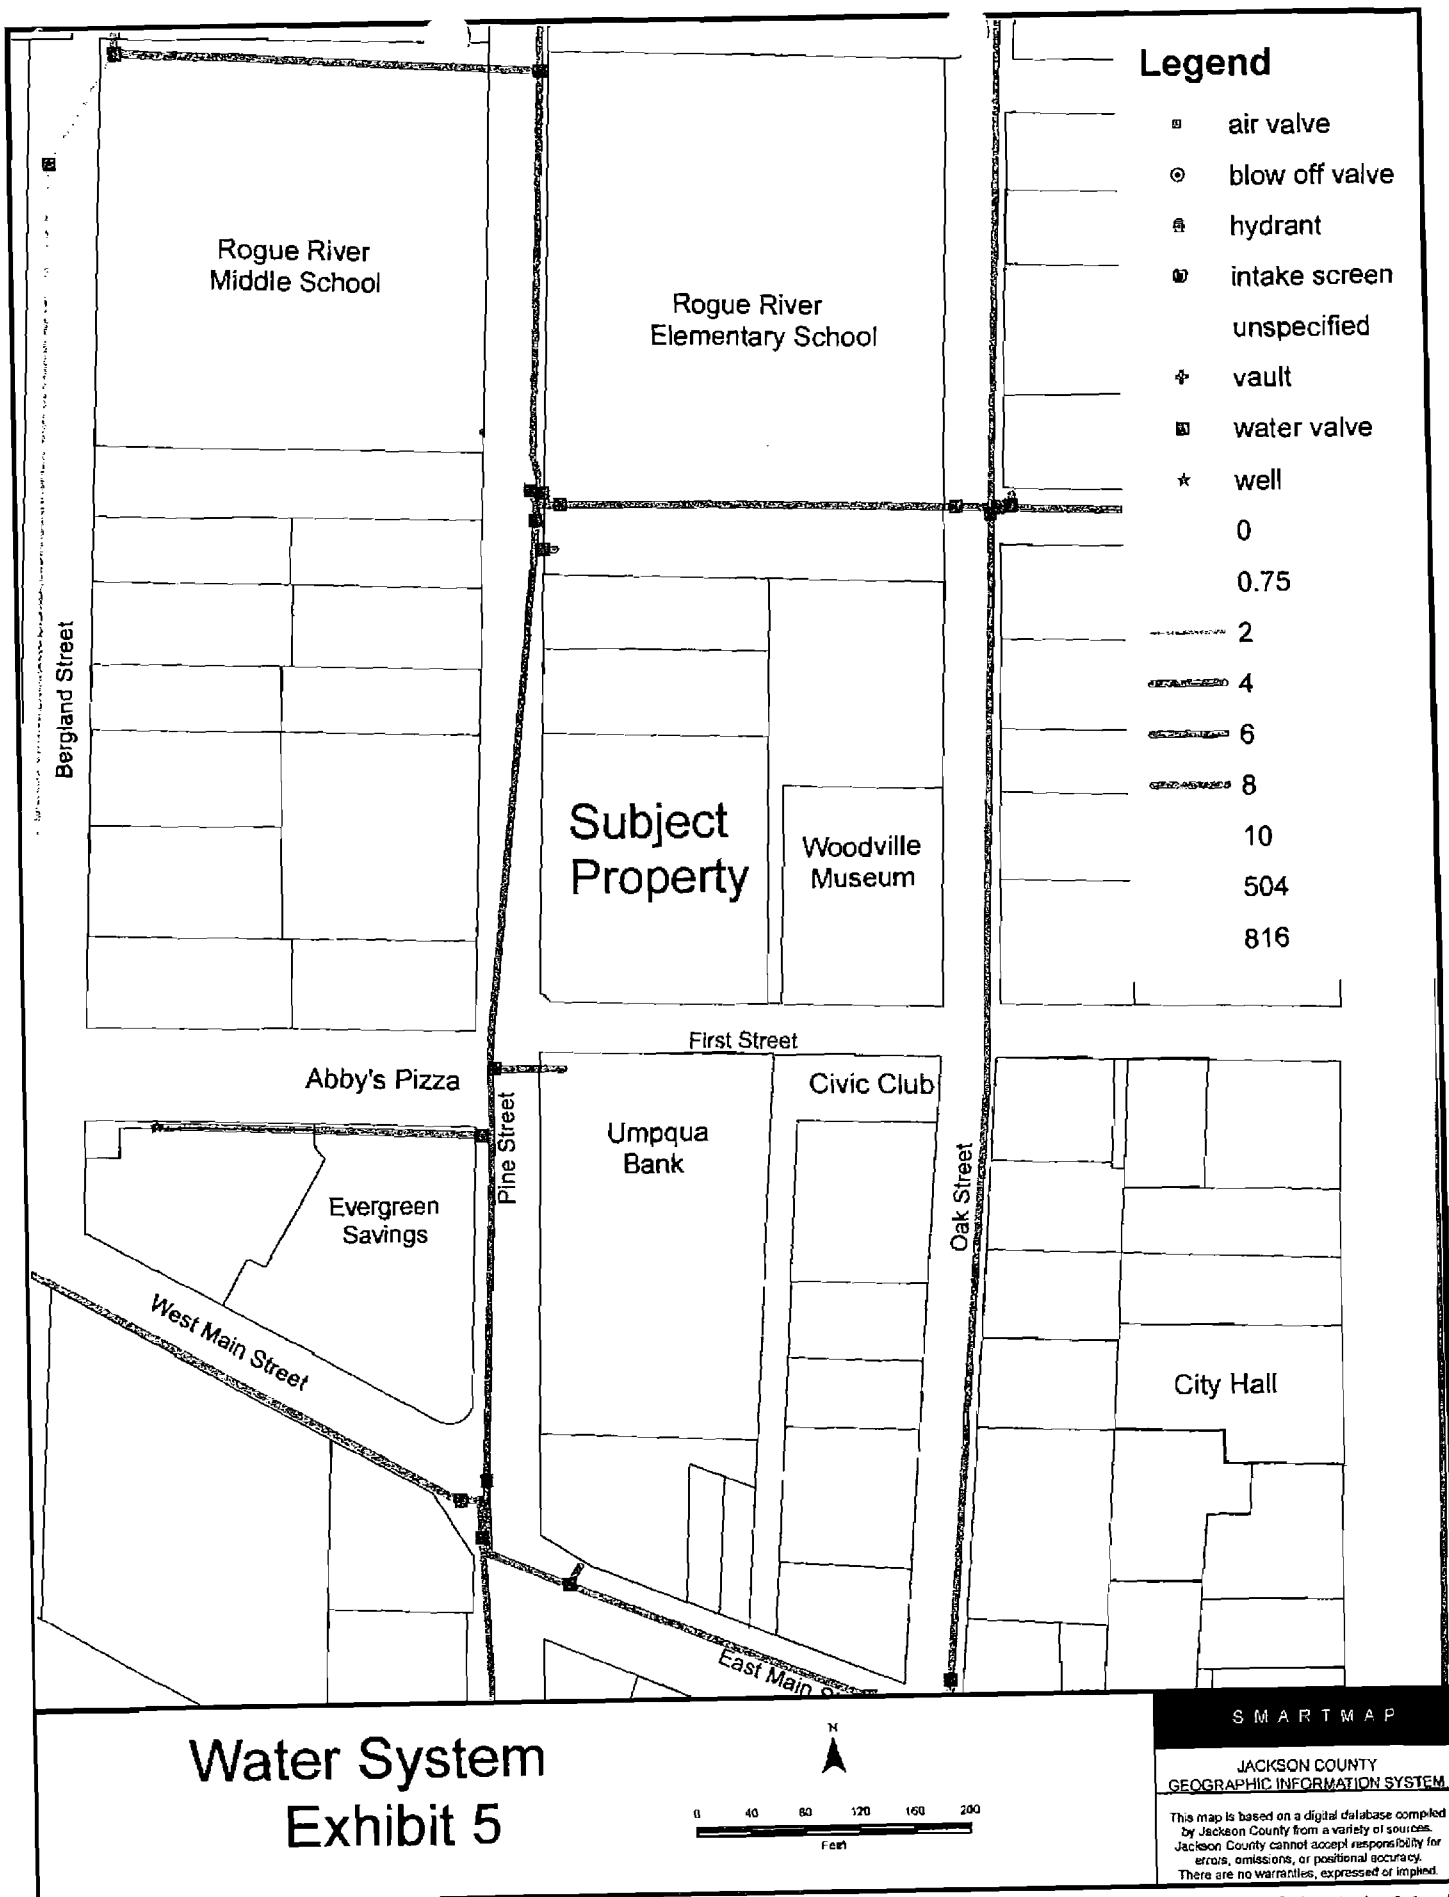 Legend
air valve
blow off valve
hydrant
intake screen
unspecified
vault
water valve
well
0
0.75
2
4
6
8
10
504
816
Rogue River
Middle School
Rogue River
Elementary School
Bergland Street
Subject
Property
Woodville
Museum
First Street
Abby's Pizza
Civic Club
Pine Street
Umpqua
Bank
Oak Street
Evergreen
Savings
West Main Street
City Hall
East Main
Water System
Exhibit 5
N
0 40 80 120 160 200
Feet
SMARTMAP
JACKSON COUNTY
GEOGRAPHIC INFORMATION SYSTEM
This map is based on a digital database compiled
by Jackson County from a variety of sources.
Jackson County cannot accept responsibility for
errors, omissions, or positional accuracy.
There are no warranties, expressed or implied.